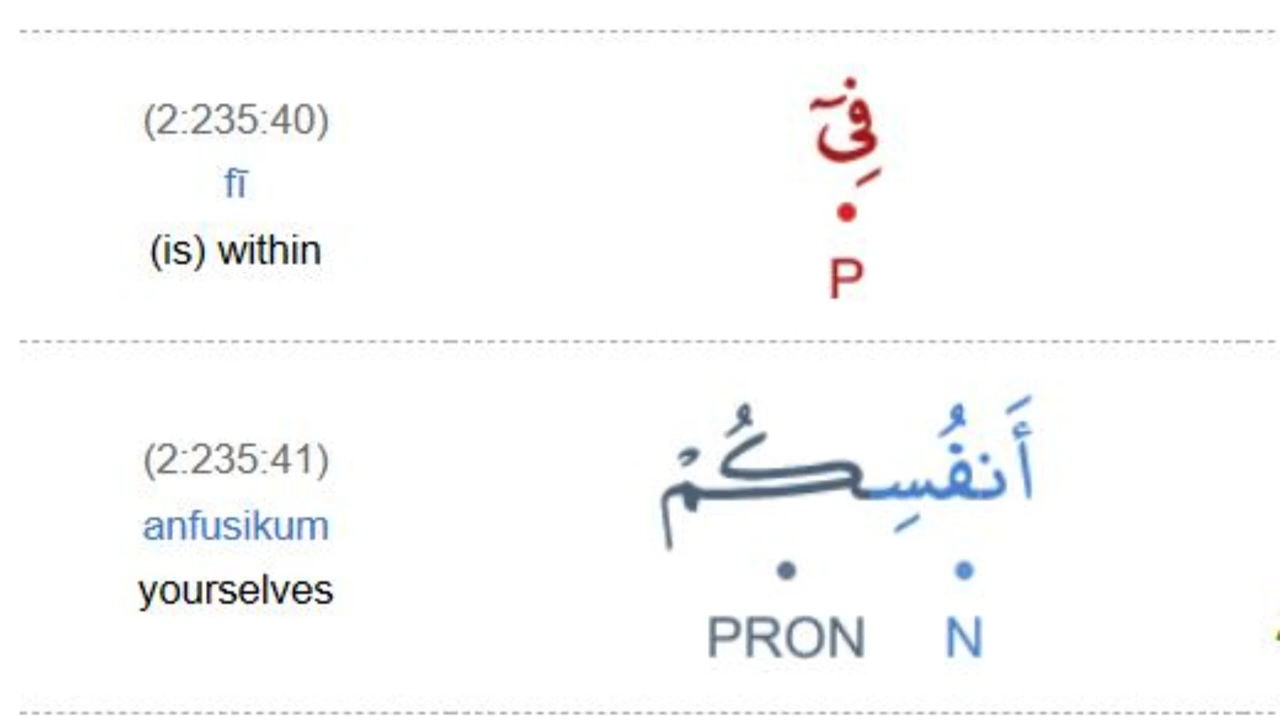 (2:235:40)
fī
(is) within
فِىٓ
P
(2:235:41)
anfusikum
yourselves
أَنفُسِكُمْ
PRON N